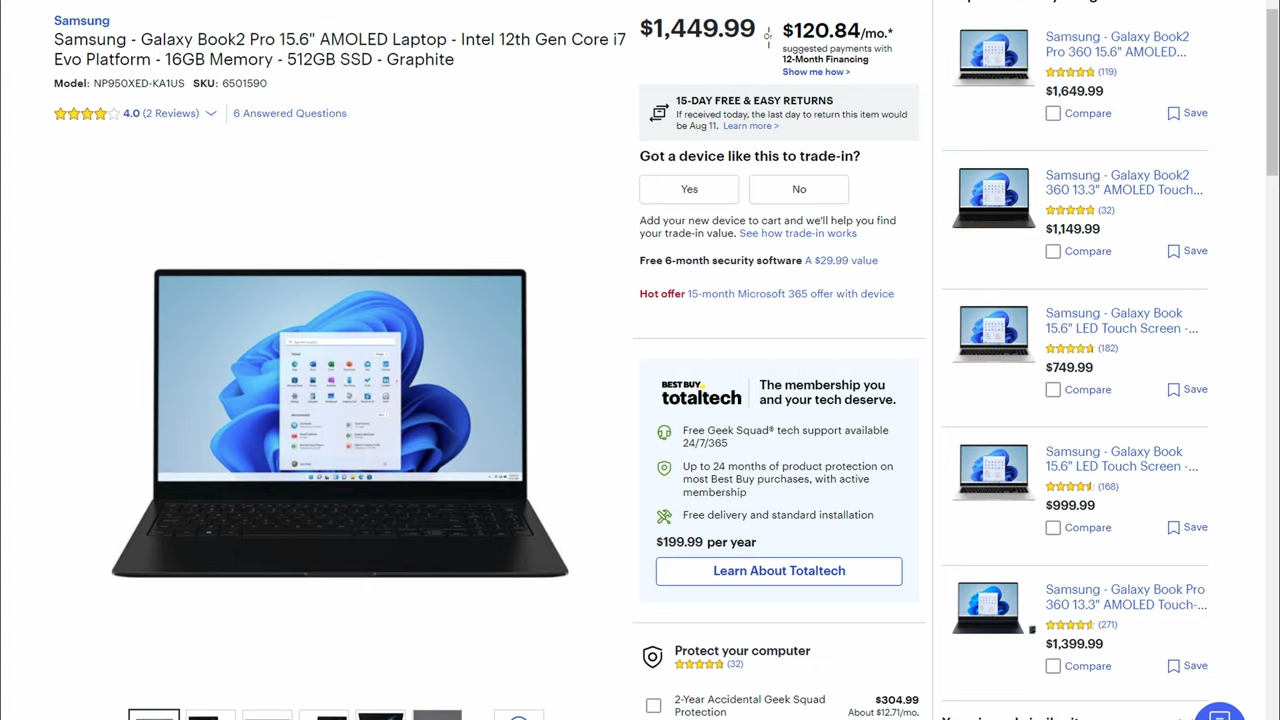 Samsung
Samsung - Galaxy Book2 Pro 15.6" AMOLED Laptop - Intel 12th Gen Core i7
Evo Platform - 16GB Memory - 512GB SSD - Graphite
Model: NP950XED-KA1US SKU: 6501590
4.0 (2 Reviews)
6 Answered Questions
$1,449.99
or
$120.84/mo.*
suggested payments with
12-Month Financing
Show me how >
15-DAY FREE & EASY RETURNS
If received today, the last day to return this item would
be Aug 11. Learn more >
Got a device like this to trade-in?
Yes
No
Add your new device to cart and we'll help you find
your trade-in value. See how trade-in works
Free 6-month security software A $29.99 value
Hot offer 15-month Microsoft 365 offer with device
BEST BUY
totaltech
The membership you
and your tech deserve.
Free Geek Squad® tech support available
24/7/365
Up to 24 months of product protection on
most Best Buy purchases, with active
membership
Free delivery and standard installation
$199.99 per year
Learn About Totaltech
Protect your computer
(32)
2-Year Accidental Geek Squad
Protection
$304.99
About $12.71/mo.
Samsung - Galaxy Book2
Pro 360 15.6" AMOLED...
(119)
$1,649.99
Compare
Save
Samsung - Galaxy Book2
360 13.3" AMOLED Touch...
(32)
$1,149.99
Compare
Save
Samsung - Galaxy Book
15.6" LED Touch Screen -...
(182)
$749.99
Compare
Save
Samsung - Galaxy Book
15.6" LED Touch Screen -...
(168)
$999.99
Compare
Save
Samsung - Galaxy Book Pro
360 13.3" AMOLED Touch-...
(271)
$1,399.99
Compare
Save